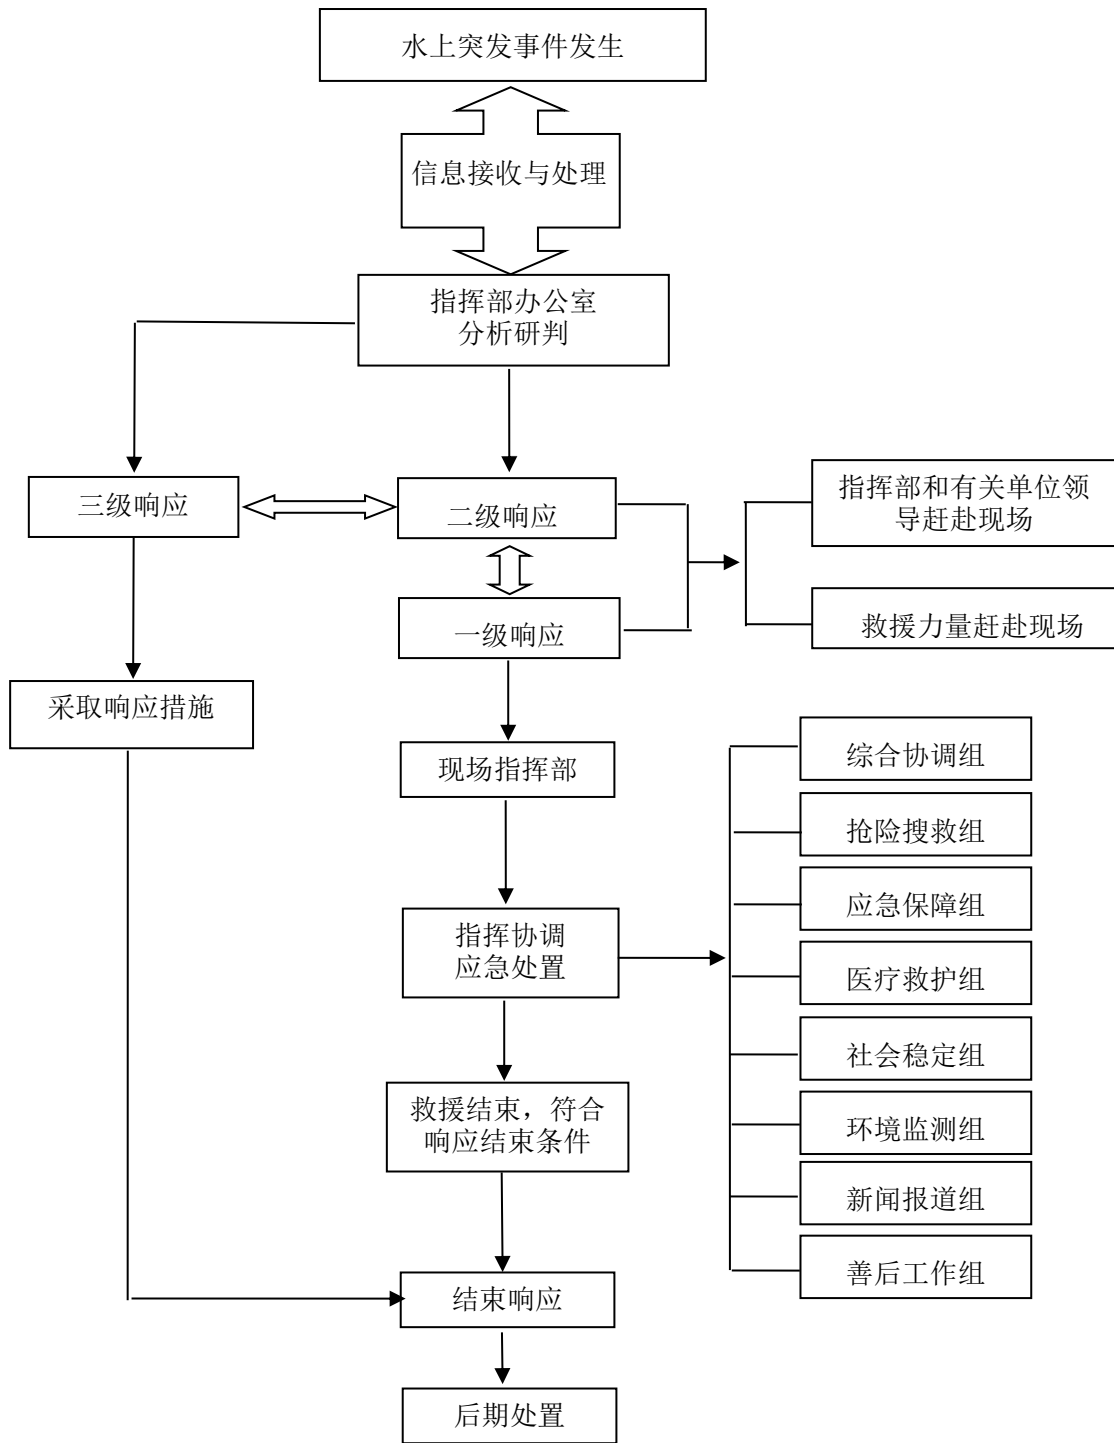 水上突发事件发生
信息接收与处理
指挥部办公室
分析研判
三级响应
二级响应
指挥部和有关单位领
导赶赴现场
一级响应
救援力量赶赴现场
采取响应措施
现场指挥部
综合协调组
抢险搜救组
应急保障组
指挥协调
应急处置
医疗救护组
社会稳定组
救援结束，符合
响应结束条件
环境监测组
新闻报道组
善后工作组
结束响应
后期处置